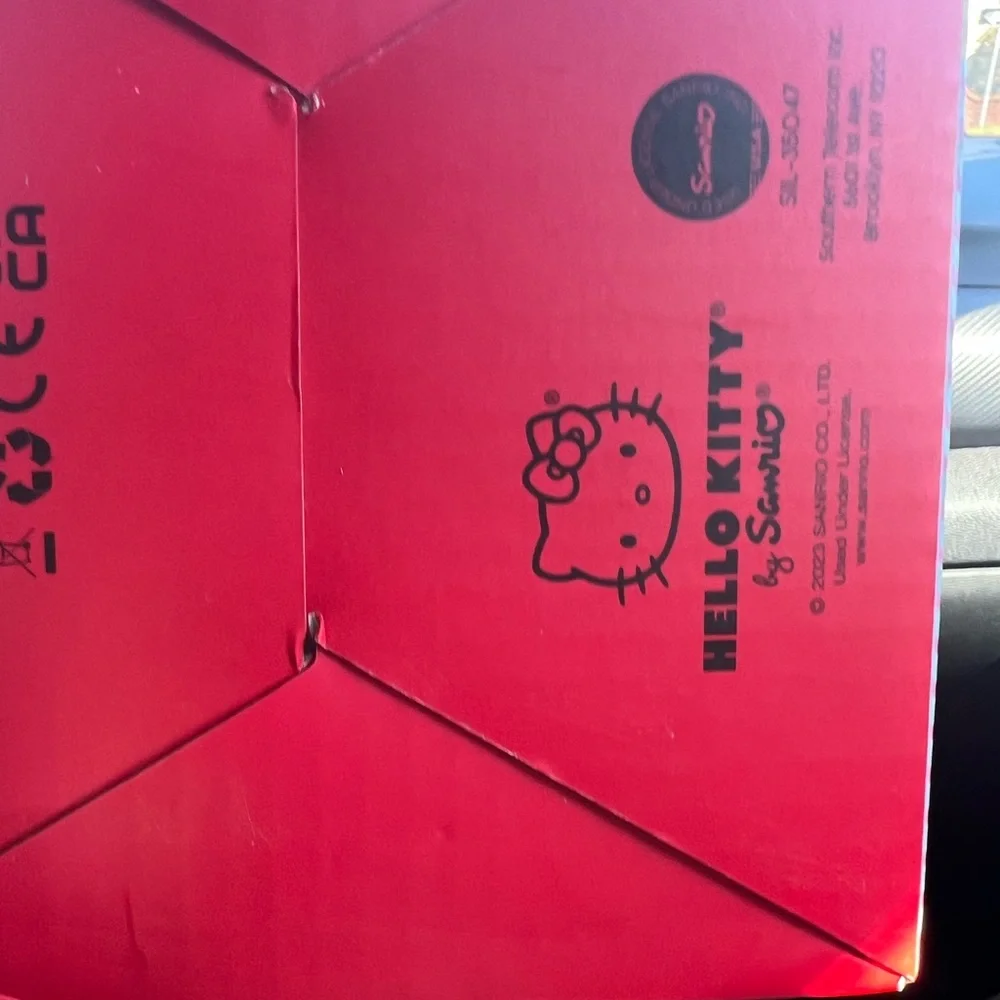 HELLO KITTY®
by Sanrio®
© 2023 SANRIO CO., LTD.
Used Under License.
www.sanrio.com
Sanrio
SIL-35047
Southern Telecom Inc.
5601 1st Ave.
Brooklyn, NY 11220
CE
CA